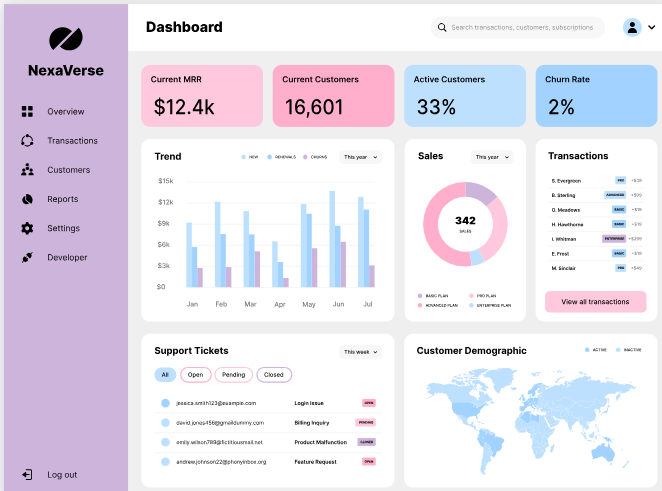 NexaVerse
Overview
Transactions
Customers
Reports
Settings
Developer
Log out
Dashboard
Search transactions, customers, subscriptions
Current MRR
$12.4k
Current Customers
16,601
Active Customers
33%
Churn Rate
2%
Trend
NEW
RENEWALS
CHURNS
This year
$15k
$12k
$9k
$6k
$3k
$0
Jan Feb Mar Apr May Jun Jul
Sales
This year
342
SALES
BASIC PLAN
PRO PLAN
ADVANCED PLAN
ENTERPRISE PLAN
Transactions
S. Evergreen PRO +$49
B. Sterling ADVANCED +$99
O. Meadows BASIC +$19
H. Hawthorne BASIC +$19
I. Whitman ENTERPRISE +$299
E. Frost BASIC +$19
M. Sinclair PRO +$49
View all transactions
Support Tickets
This week
All Open Pending Closed
jessica.smith123@example.com Login Issue OPEN
david.jones456@gmaildummy.com Billing Inquiry PENDING
emily.wilson789@fictitiousmail.net Product Malfunction CLOSED
andrew.johnson22@phonyinbox.org Feature Request OPEN
Customer Demographic
ACTIVE
INACTIVE